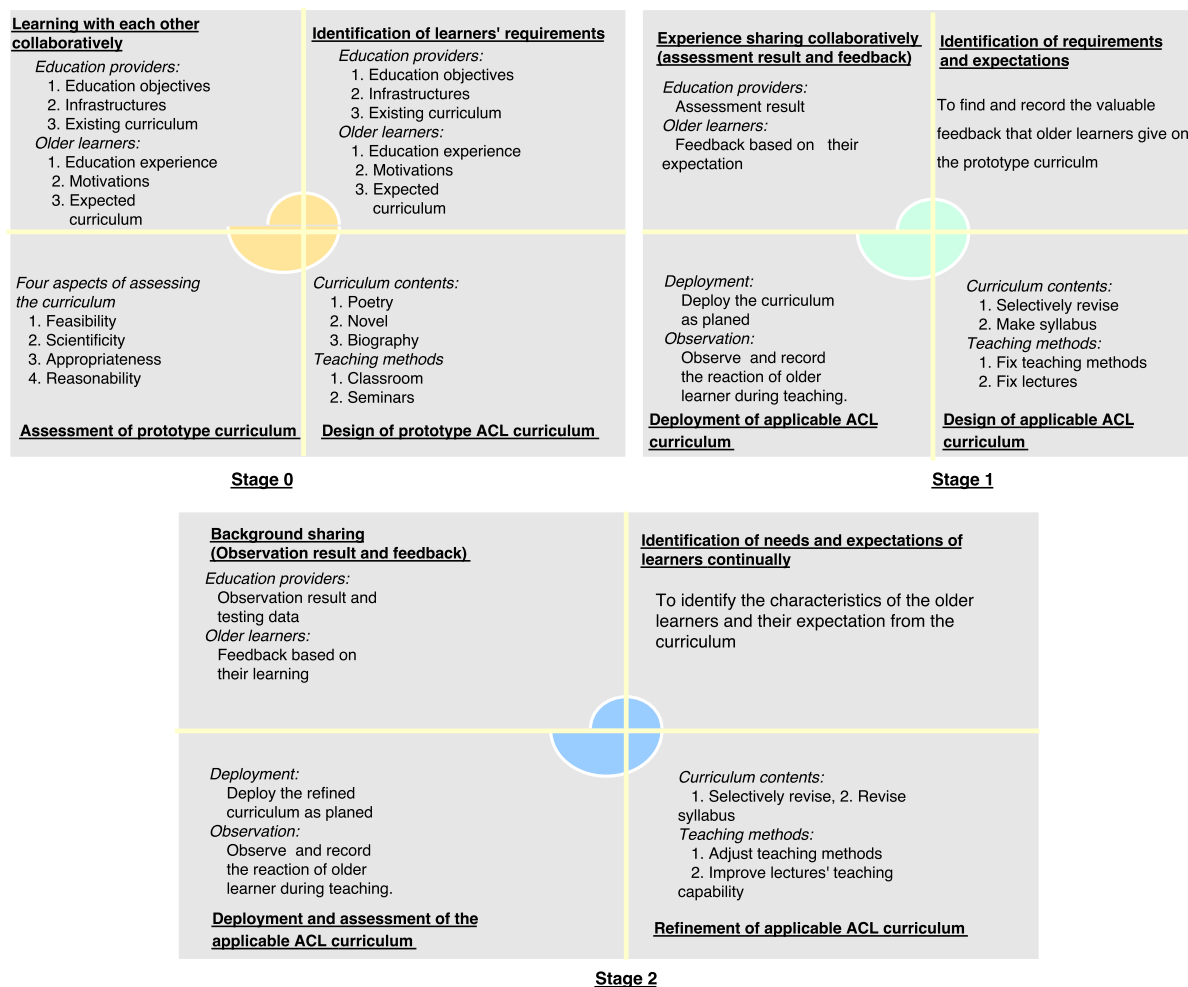 Learning with each other
collaboratively
Education providers:
1. Education objectives
2. Infrastructures
3. Existing curriculum
Older learners:
1. Education experience
2. Motivations
3. Expected
curriculum
Identification of learners' requirements
Education providers:
1. Education objectives
2. Infrastructures
3. Existing curriculum
Older learners:
1. Education experience
2. Motivations
3. Expected
curriculum
Four aspects of assessing
the curriculum
1. Feasibility
2. Scientificity
3. Appropriateness
4. Reasonability
Assessment of prototype curriculum
Curriculum contents:
1. Poetry
2. Novel
3. Biography
Teaching methods
1. Classroom
2. Seminars
Design of prototype ACL curriculum
Stage 0
Experience sharing collaboratively
(assessment result and feedback)
Education providers:
Assessment result
Older learners:
Feedback based on their
expectation
Identification of requirements
and expectations
To find and record the valuable
feedback that older learners give on
the prototype curriculm
Deployment:
Deploy the curriculum
as planed
Observation:
Observe and record
the reaction of older
learner during teaching.
Deployment of applicable ACL
curriculum
Curriculum contents:
1. Selectively revise
2. Make syllabus
Teaching methods:
1. Fix teaching methods
2. Fix lectures
Design of applicable ACL
curriculum
Stage 1
Background sharing
(Observation result and feedback)
Education providers:
Observation result and
testing data
Older learners:
Feedback based on
their learning
Identification of needs and expectations of
learners continually
To identify the characteristics of the older
learners and their expectation from the
curriculum
Deployment:
Deploy the refined
curriculum as planed
Observation:
Observe and record
the reaction of older
learner during teaching.
Deployment and assessment of the
applicable ACL curriculum
Curriculum contents:
1. Selectively revise, 2. Revise
syllabus
Teaching methods:
1. Adjust teaching methods
2. Improve lectures' teaching
capability
Refinement of applicable ACL curriculum
Stage 2